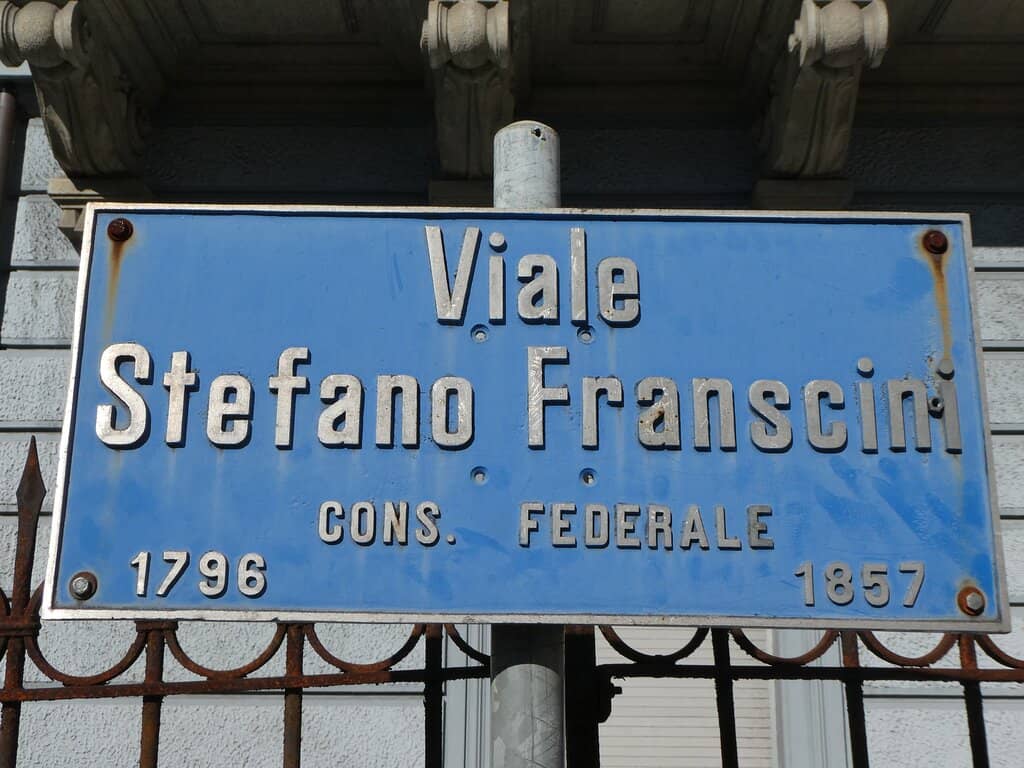 Viale
Stefano Franscini
CONS. FEDERALE
1796 1857